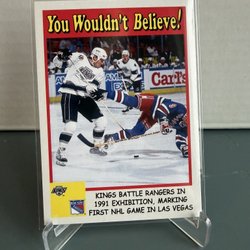 You Wouldn't Believe!
Carl's
KINGS BATTLE RANGERS IN
1991 EXHIBITION, MARKING
FIRST NHL GAME IN LAS VEGAS